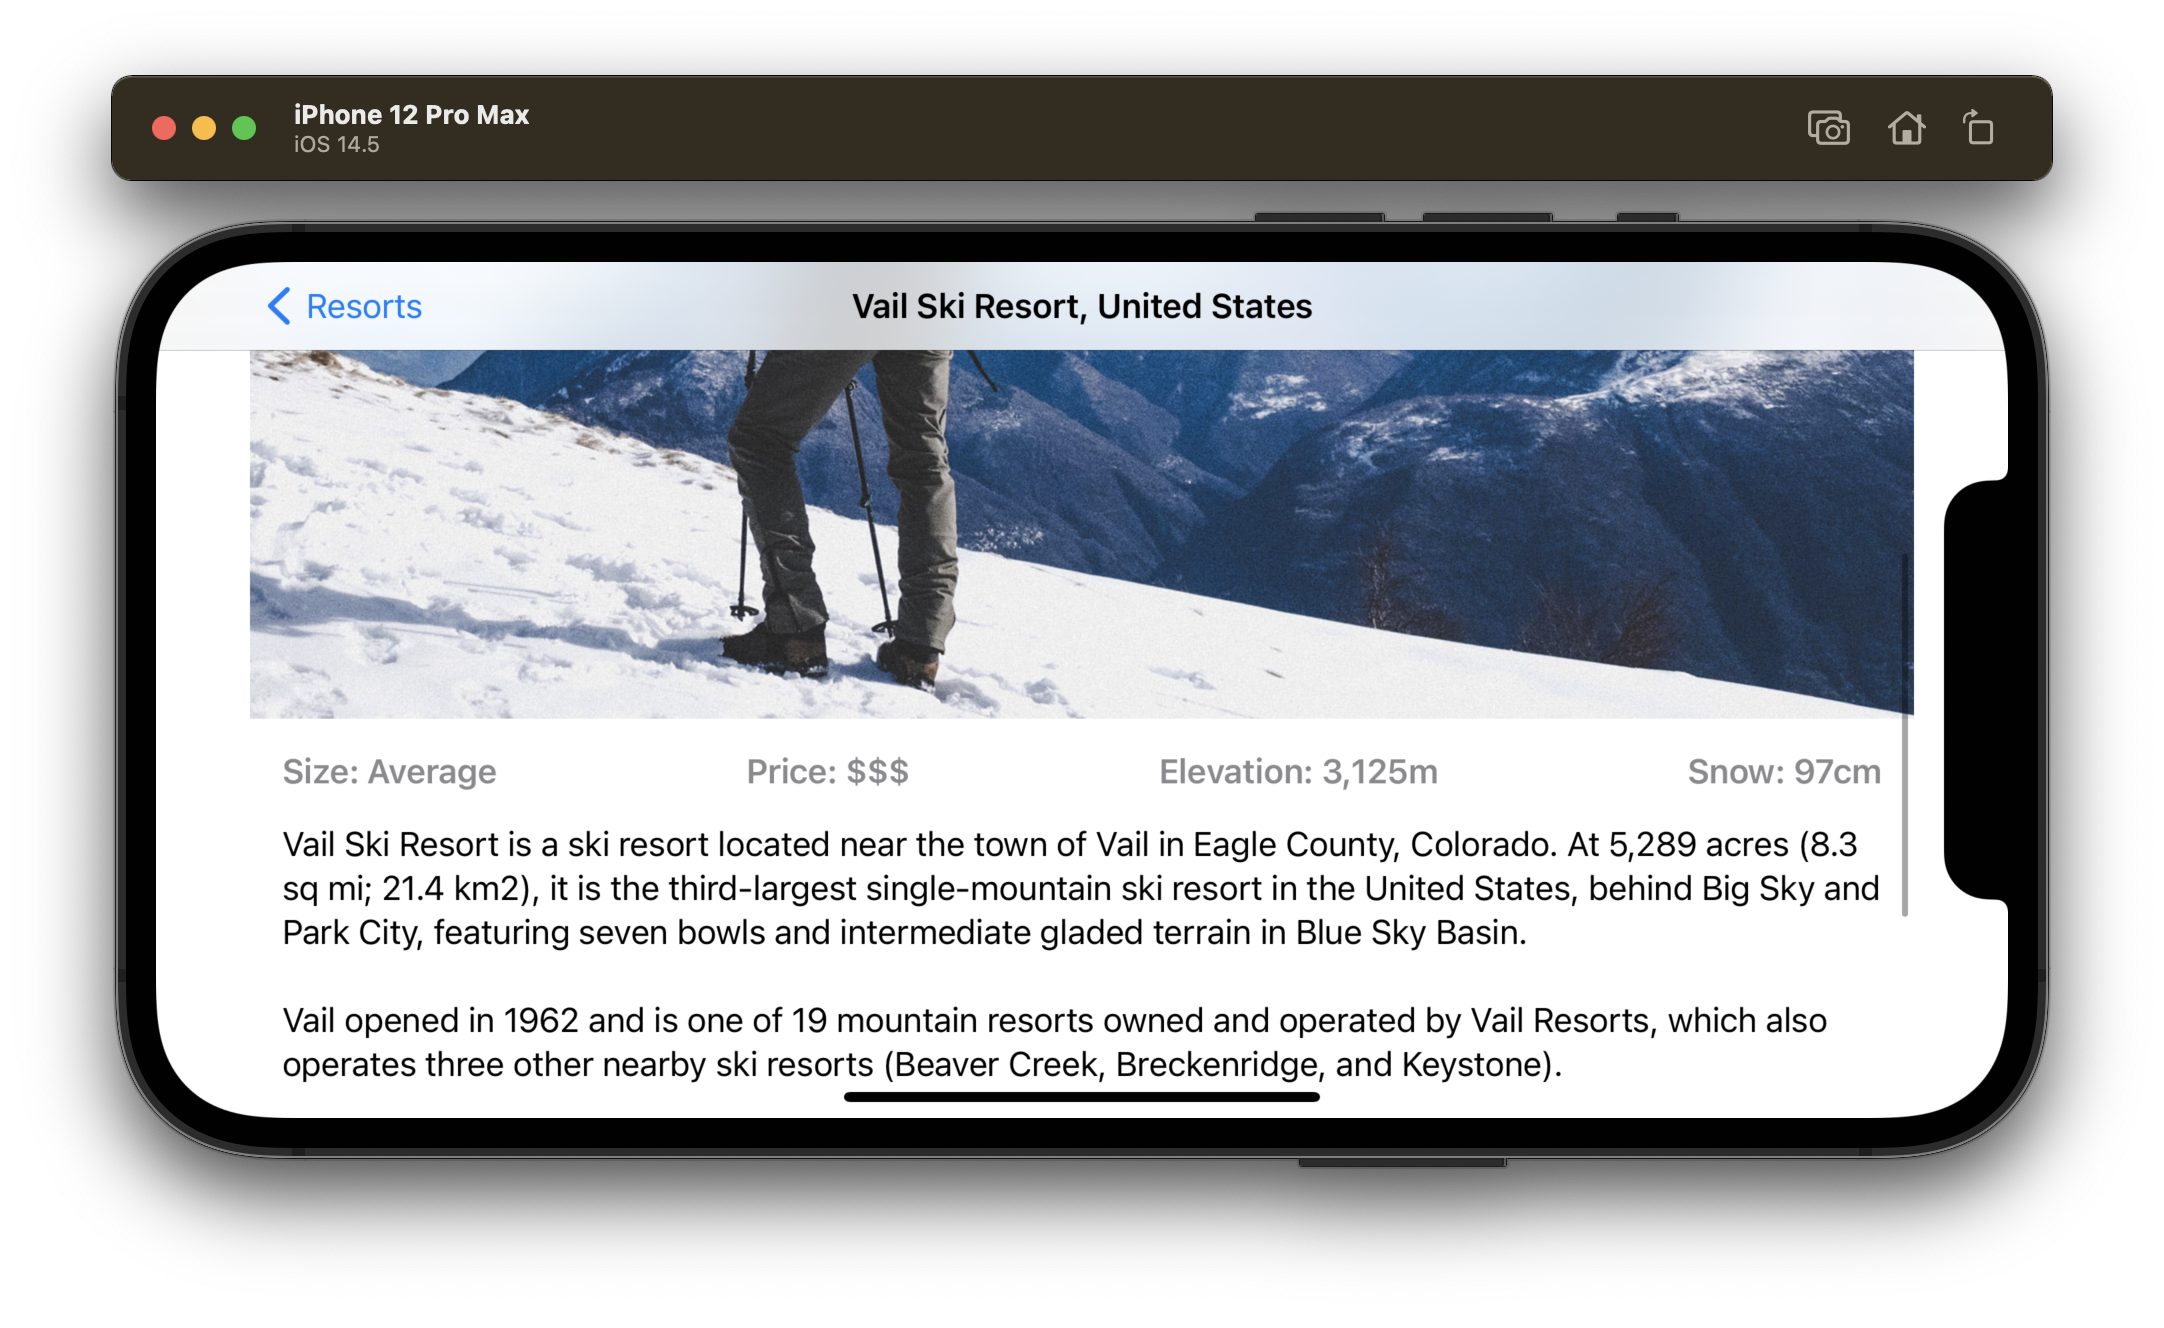 iPhone 12 Pro Max
iOS 14.5
Resorts
Vail Ski Resort, United States
Size: Average Price: $$$ Elevation: 3,125m Snow: 97cm
Vail Ski Resort is a ski resort located near the town of Vail in Eagle County, Colorado. At 5,289 acres (8.3
sq mi; 21.4 km2), it is the third-largest single-mountain ski resort in the United States, behind Big Sky and
Park City, featuring seven bowls and intermediate gladed terrain in Blue Sky Basin.
Vail opened in 1962 and is one of 19 mountain resorts owned and operated by Vail Resorts, which also
operates three other nearby ski resorts (Beaver Creek, Breckenridge, and Keystone).